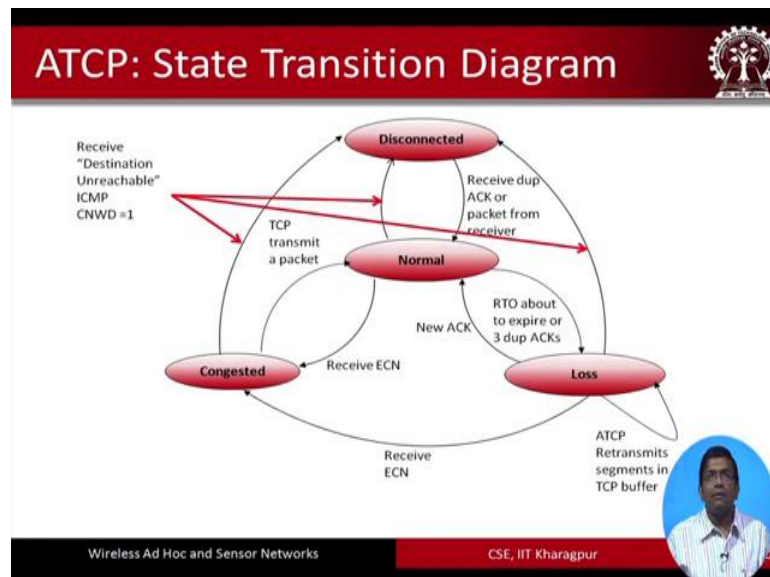 ATCP: State Transition Diagram
Disconnected
Receive
"Destination
Unreachable"
ICMP
CNWD =1
Receive dup
ACK or
packet from
receiver
TCP
transmit
a packet
Normal
RTO about
to expire or
3 dup ACKs
New ACK
Receive ECN
Congested
Loss
Receive
ECN
ATCP
Retransmits
segments in
TCP buffer
Wireless Ad Hoc and Sensor Networks
CSE, IIT Kharagpur